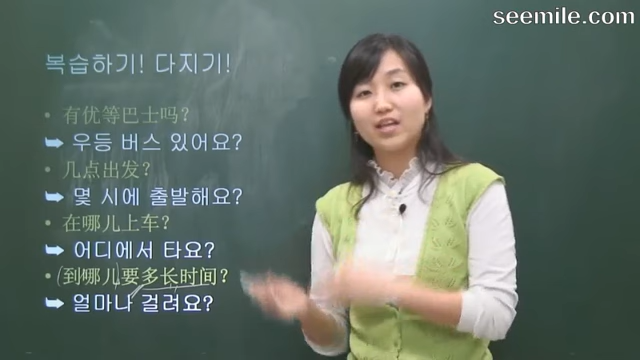 seemile.com
복습하기! 다지기!
• 有优等巴士吗?
➥ 우등 버스 있어요?
• 几点出发?
➥ 몇 시에 출발해요?
• 在哪儿上车?
➥ 어디에서 타요?
• (到哪儿)要多长时间?
➥ 얼마나 걸려요?